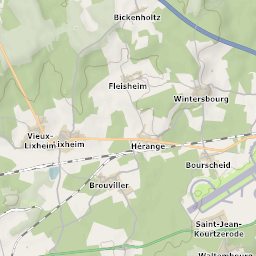 Bickenholtz
Fleisheim
Wintersbourg
Vieux-
Lixheim
Lixheim
Hérange
Bourscheid
Brouviller
Saint-Jean-
Kourtzerode